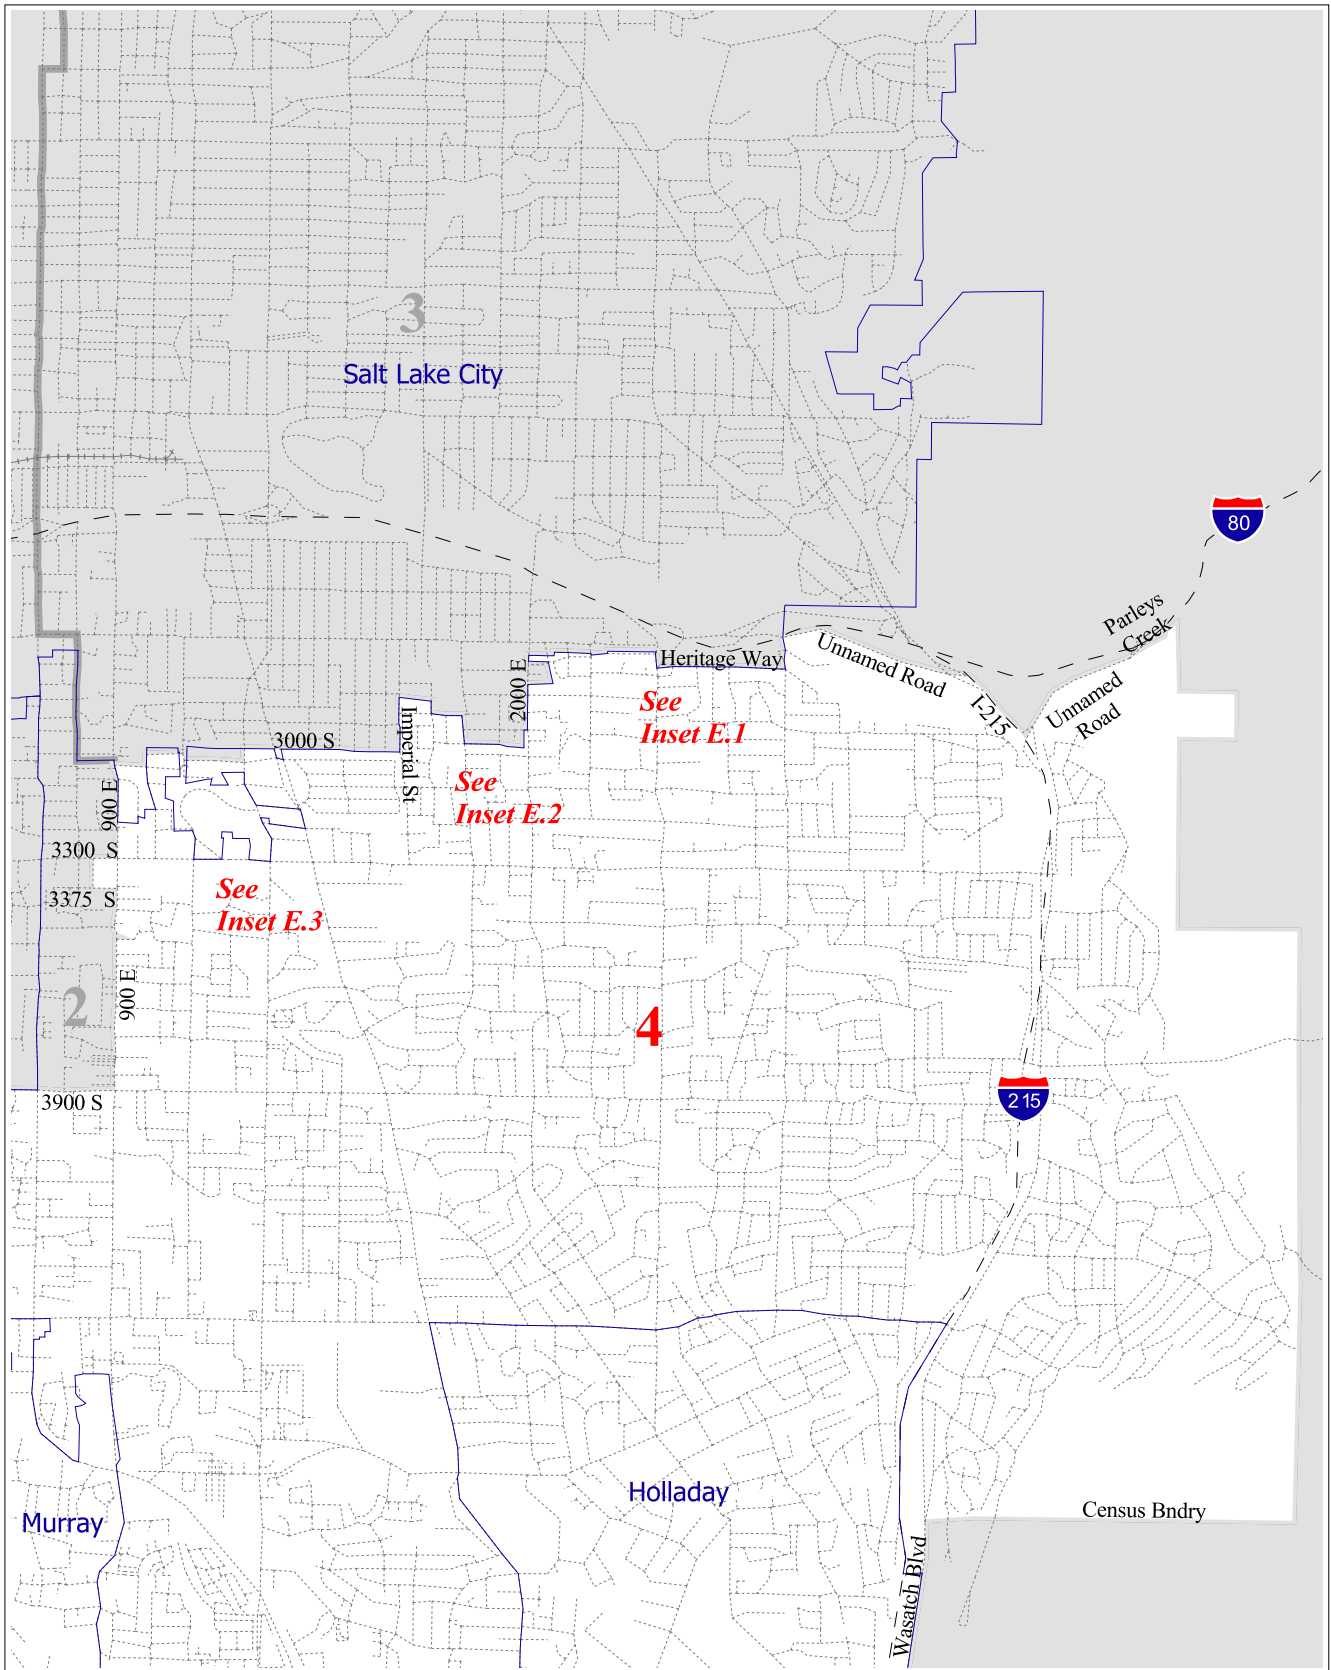 3
Salt Lake City
80
Parleys
Creek
Heritage Way
Unnamed Road
2000 E
See
Inset E.1
I-215
Unnamed
Road
3000 S
Imperial St
See
Inset E.2
900 E
3300 S
See
Inset E.3
3375 S
900 E
2
4
3900 S
215
Holladay
Murray
Census Bndry
Wasatch Blvd